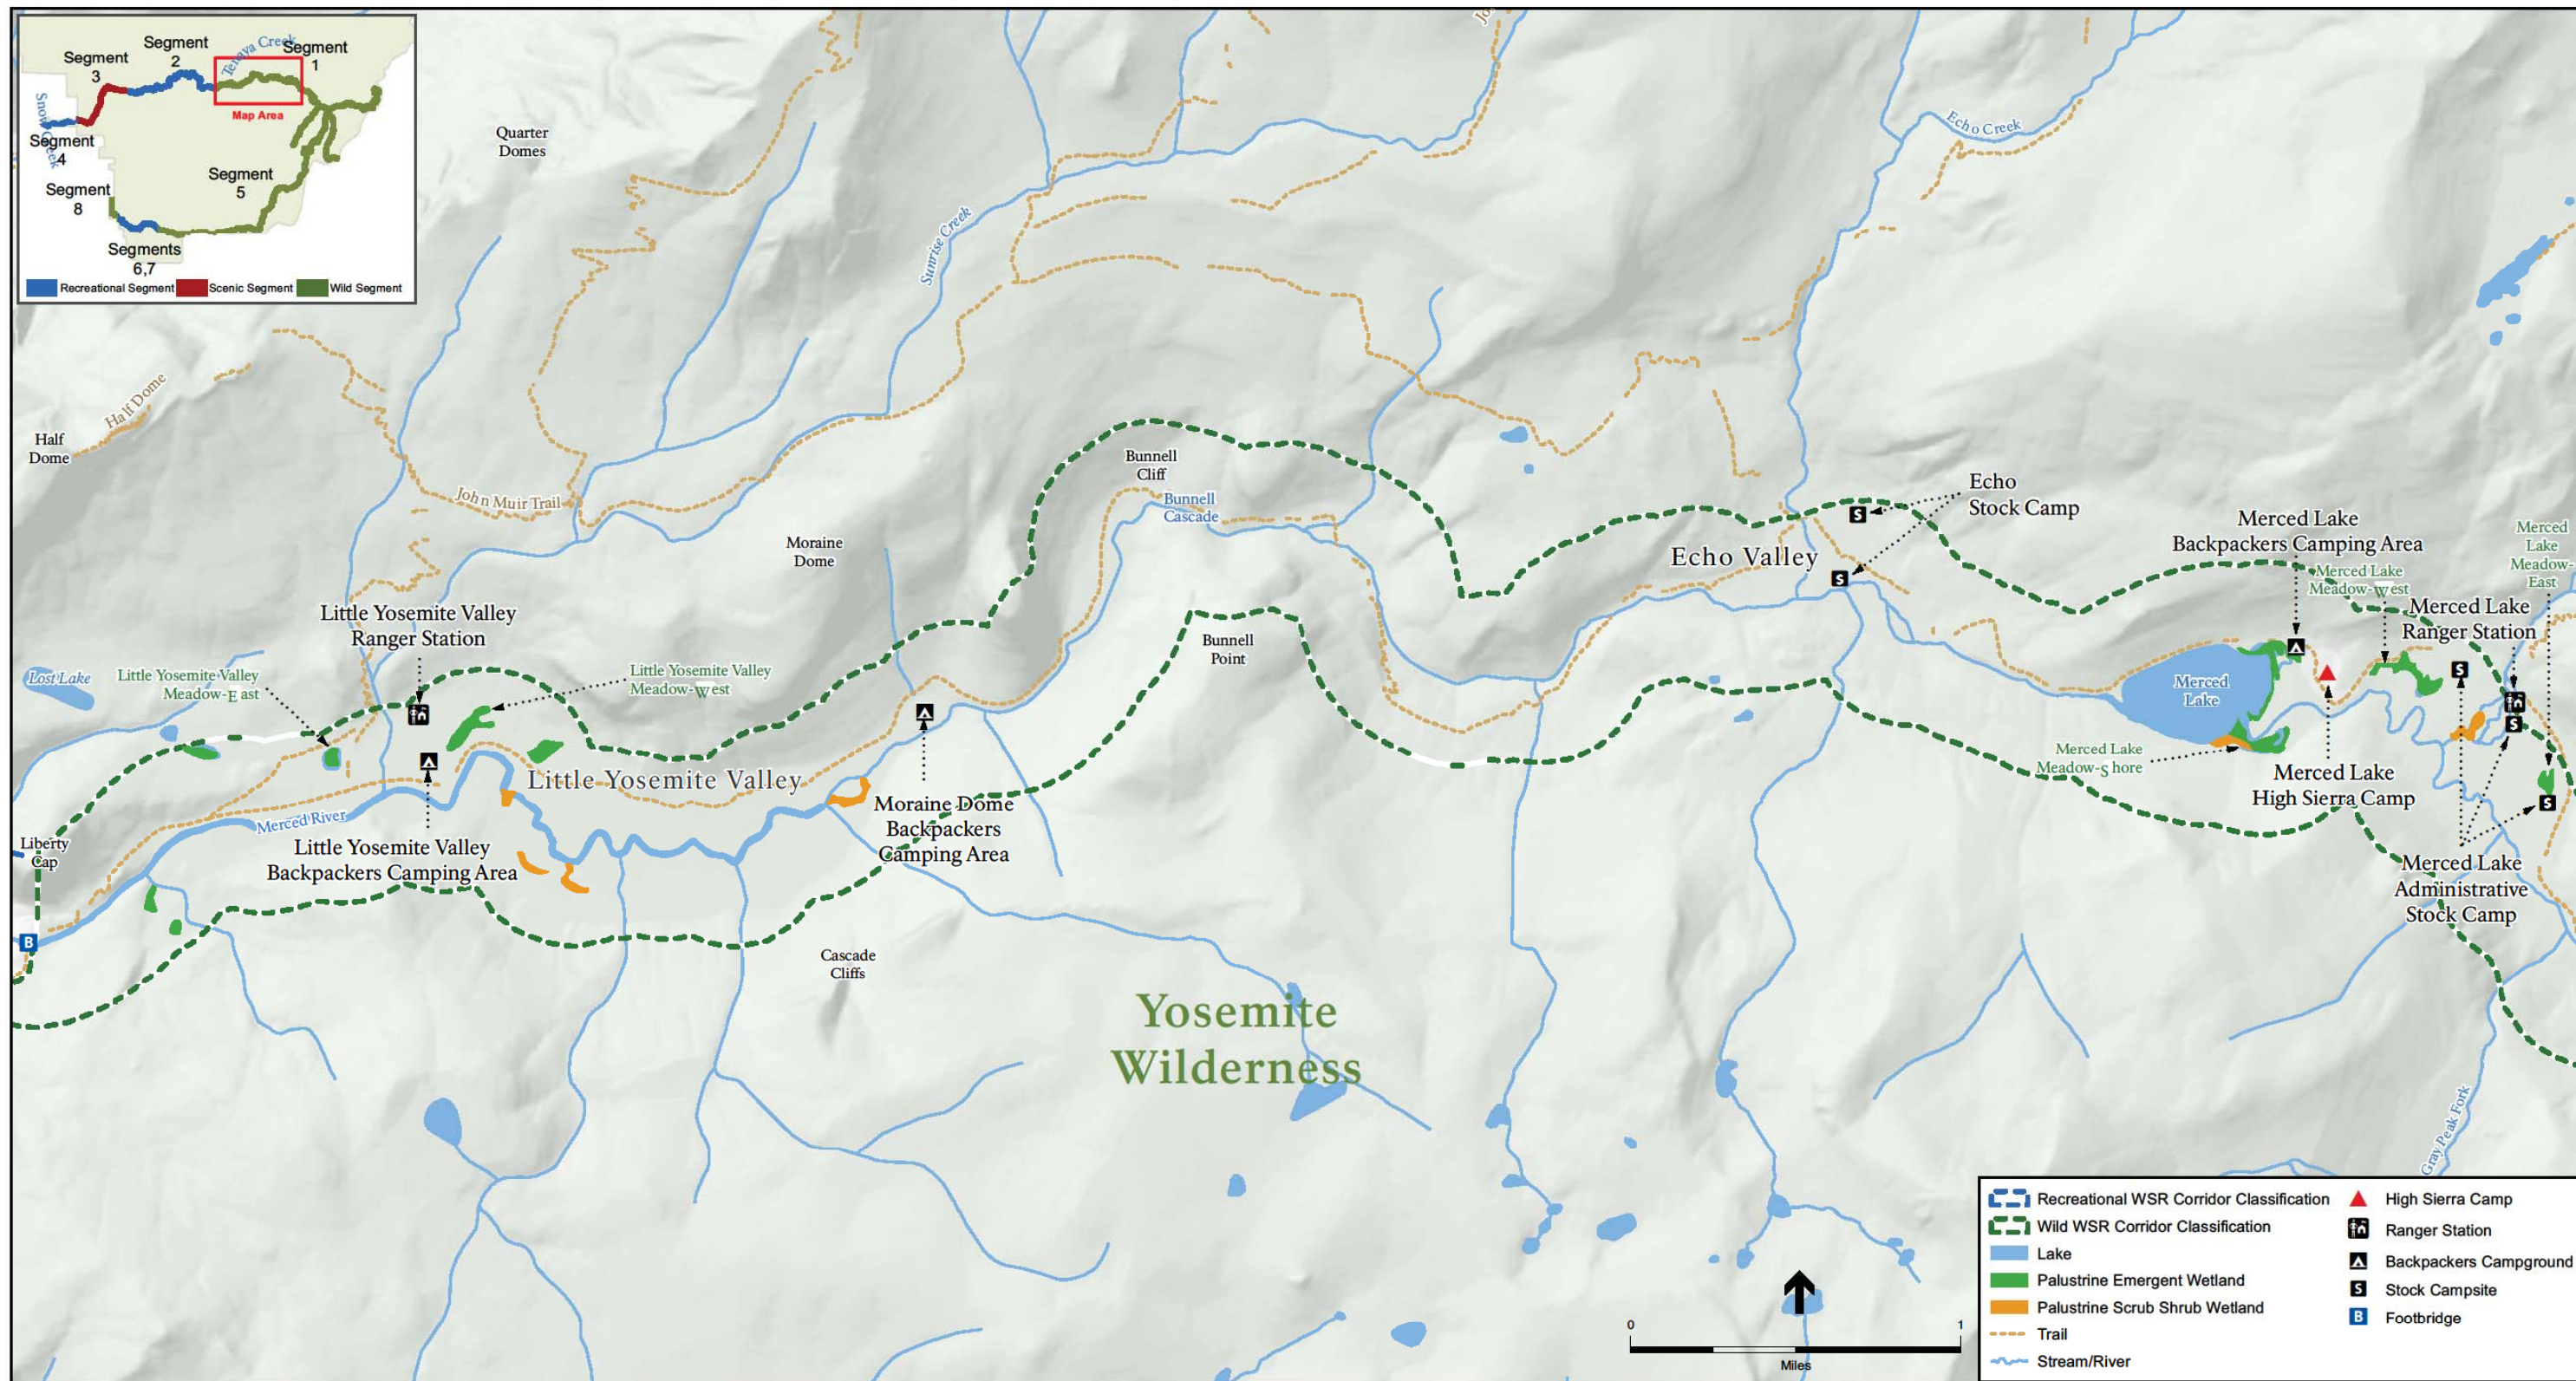 Segment
3
Segment
2
Tenaya Creek
Segment
1
Map Area
Snow Creek
Segment
4
Segment
5
Segment
8
Segments
6,7
Recreational Segment
Scenic Segment
Wild Segment
Quarter
Domes
Sunrise Creek
Echo Creek
Jo
Half Dome
Half
Dome
John Muir Trail
Bunnell
Cliff
Bunnell
Cascade
Moraine
Dome
Echo
Stock Camp
Echo Valley
Merced Lake
Backpackers Camping Area
Merced
Lake
Meadow-
East
Merced Lake
Meadow-West
Merced Lake
Ranger Station
Little Yosemite Valley
Ranger Station
Lost Lake
Little Yosemite Valley
Meadow-East
Little Yosemite Valley
Meadow-West
Bunnell
Point
Merced
Lake
Merced Lake
Meadow-Shore
Merced Lake
High Sierra Camp
Little Yosemite Valley
Merced River
Moraine Dome
Backpackers
Camping Area
Liberty
Cap
Little Yosemite Valley
Backpackers Camping Area
Merced Lake
Administrative
Stock Camp
B
Cascade
Cliffs
Yosemite
Wilderness
Gray Peak Fork
0 1
Miles
Recreational WSR Corridor Classification
Wild WSR Corridor Classification
Lake
Palustrine Emergent Wetland
Palustrine Scrub Shrub Wetland
Trail
Stream/River
High Sierra Camp
Ranger Station
Backpackers Campground
S Stock Campsite
B Footbridge